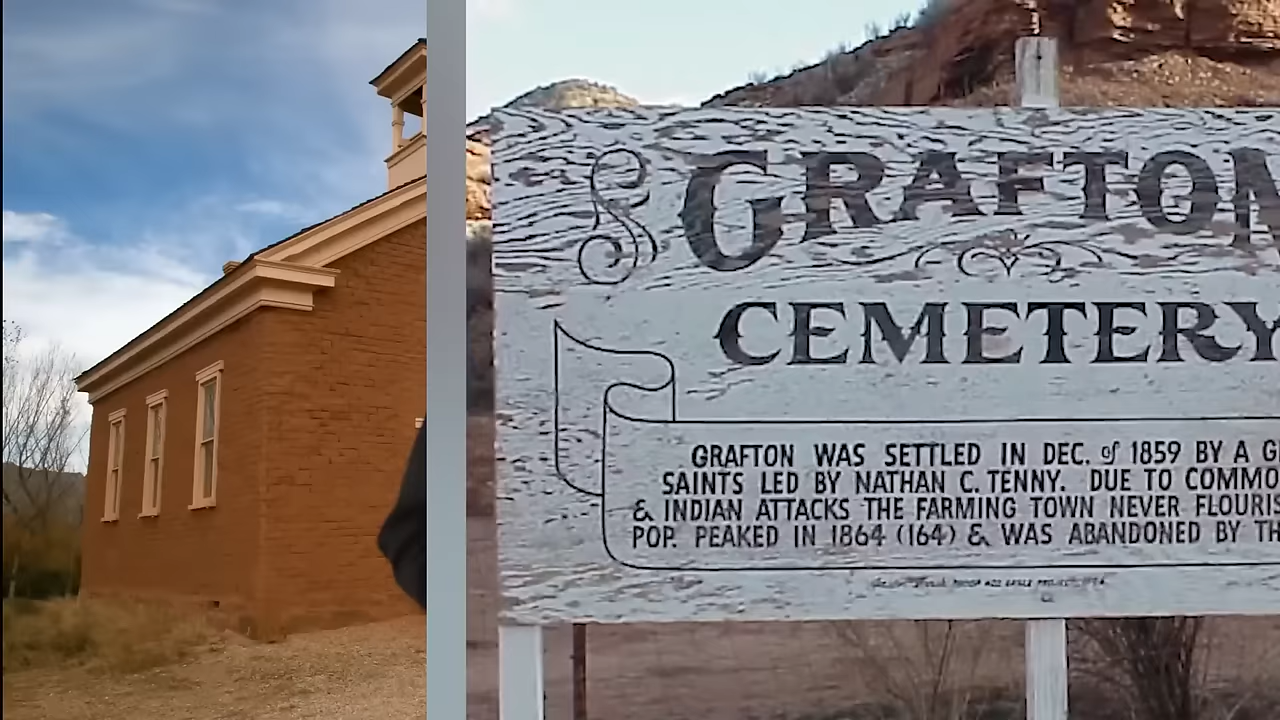 GRAFTON
CEMETERY
GRAFTON WAS SETTLED IN DEC. of 1859 BY A G
SAINTS LED BY NATHAN C. TENNY. DUE TO COMMO
& INDIAN ATTACKS THE FARMING TOWN NEVER FLOURIS
POP. PEAKED IN 1864 (164) & WAS ABANDONED BY TH